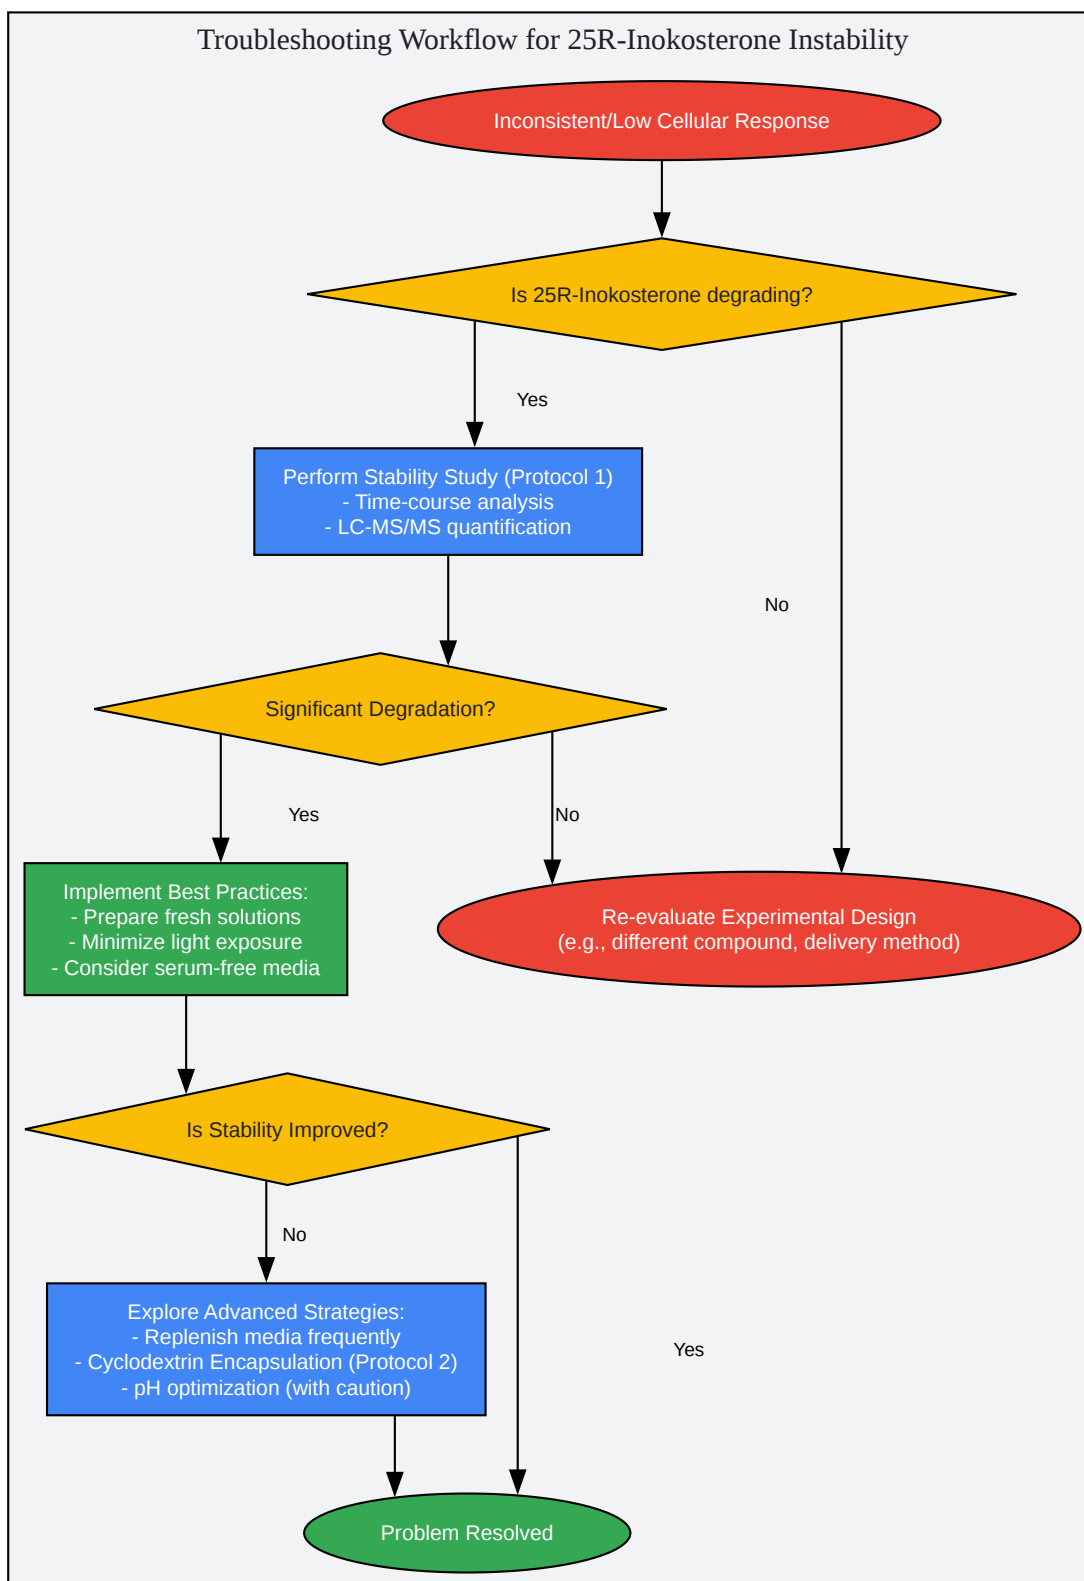 Troubleshooting Workflow for 25R-Inokosterone Instability
Inconsistent/Low Cellular Response
Is 25R-Inokosterone degrading?
Yes
Perform Stability Study (Protocol 1)
- Time-course analysis
- LC-MS/MS quantification
No
Significant Degradation?
Yes
No
Implement Best Practices:
- Prepare fresh solutions
- Minimize light exposure
- Consider serum-free media
Re-evaluate Experimental Design
(e.g., different compound, delivery method)
Is Stability Improved?
No
Explore Advanced Strategies:
- Replenish media frequently
- Cyclodextrin Encapsulation (Protocol 2)
- pH optimization (with caution)
Yes
Problem Resolved